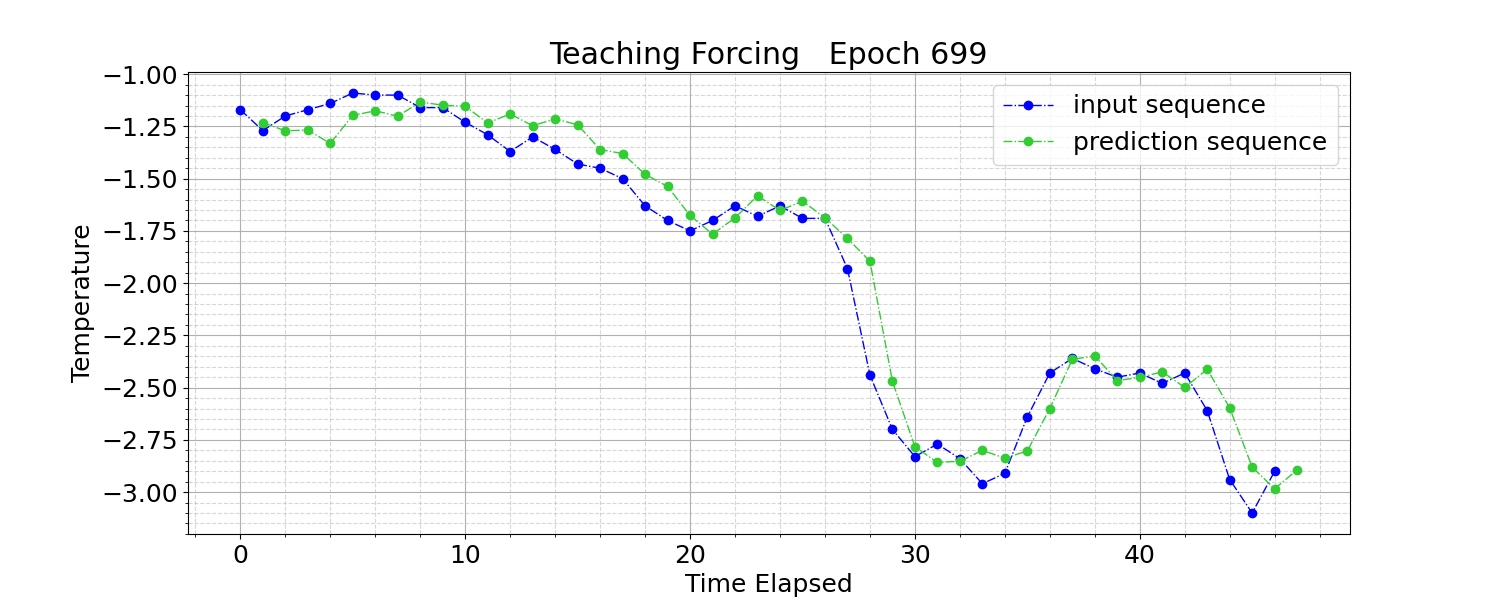 Teaching Forcing   Epoch 699
input sequence
prediction sequence
Temperature
−1.00
−1.25
−1.50
−1.75
−2.00
−2.25
−2.50
−2.75
−3.00
0 10 20 30 40
Time Elapsed